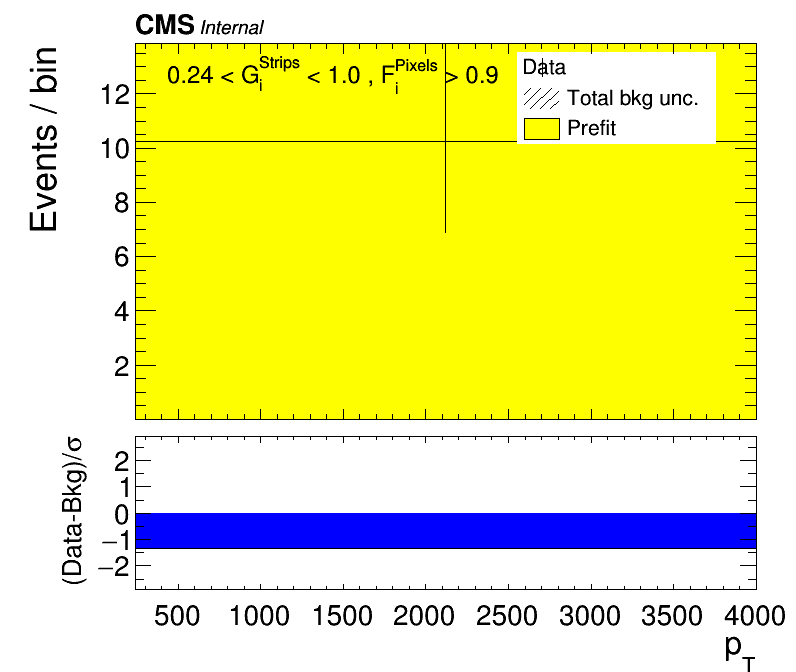 CMS Internal
Events / bin
0.24 < G_i^Strips < 1.0 , F_i^Pixels > 0.9
Data
Total bkg unc.
Prefit
12
10
8
6
4
2
(Data-Bkg)/σ
2
1
0
−1
−2
500 1000 1500 2000 2500 3000 3500 4000
p_T